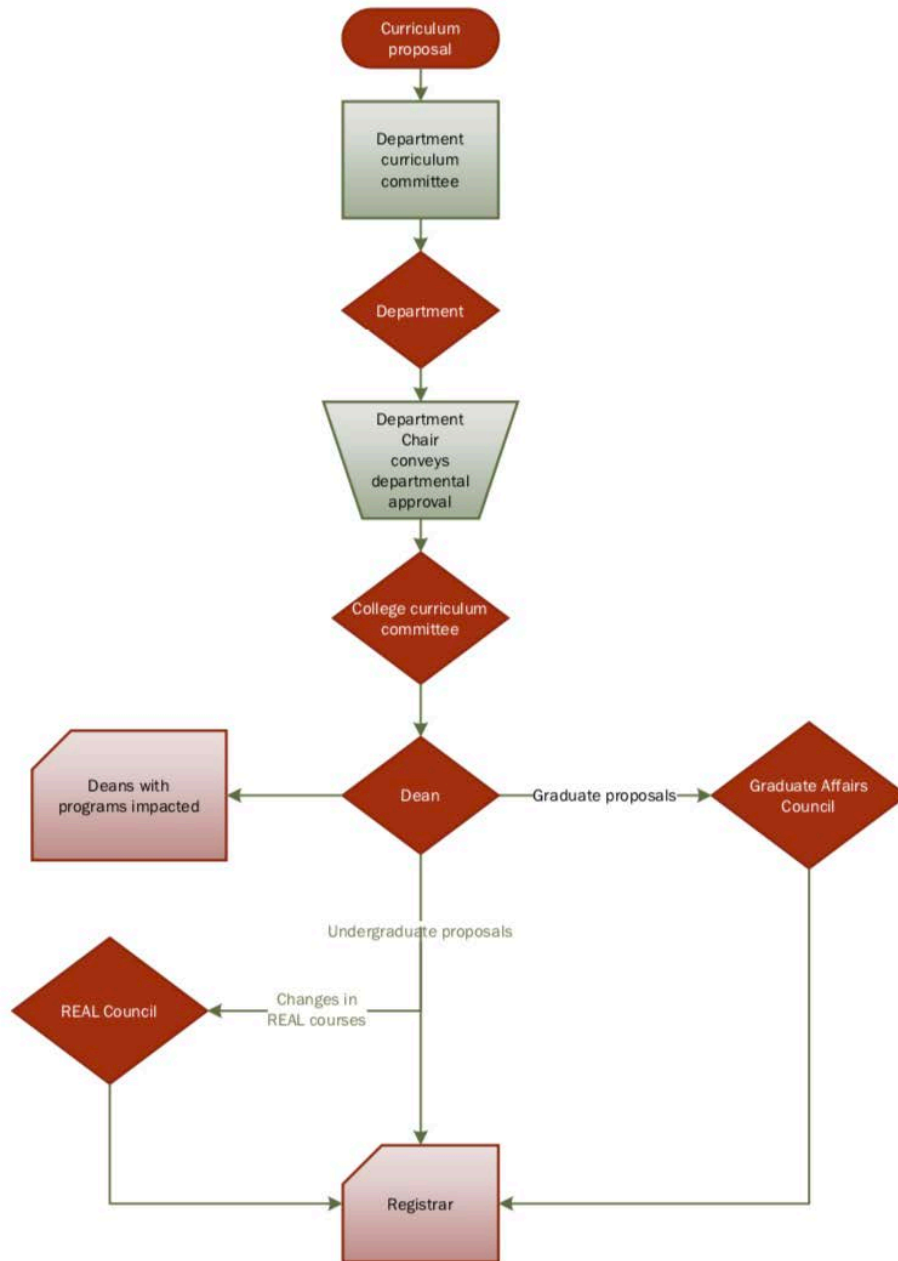 Curriculum
proposal
Department
curriculum
committee
Department
Department
Chair
conveys
departmental
approval
College curriculum
committee
Deans with
programs impacted
Dean
Graduate proposals
Graduate Affairs
Council
Undergraduate proposals
REAL Council
Changes in
REAL courses
Registrar